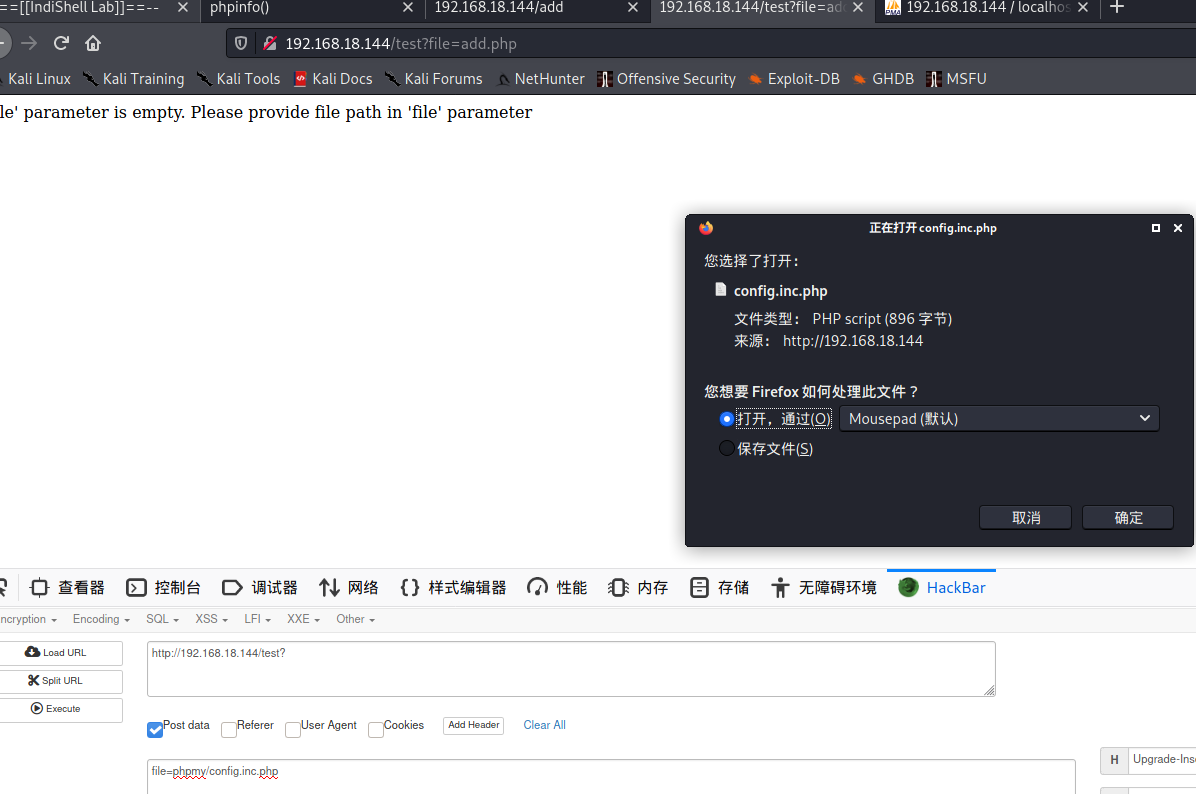 ==[[IndiShell Lab]]==-- phpinfo() 192.168.18.144/add 192.168.18.144/test?file=add 192.168.18.144 / localhos
192.168.18.144/test?file=add.php
Kali Linux Kali Training Kali Tools Kali Docs Kali Forums NetHunter Offensive Security Exploit-DB GHDB MSFU
le' parameter is empty. Please provide file path in 'file' parameter
正在打开 config.inc.php
您选择了打开：
config.inc.php
文件类型： PHP script (896 字节)
来源： http://192.168.18.144
您想要 Firefox 如何处理此文件？
打开，通过(O) Mousepad (默认)
保存文件(S)
取消 确定
查看器 控制台 调试器 网络 样式编辑器 性能 内存 存储 无障碍环境 HackBar
ncryption Encoding SQL XSS LFI XXE Other
Load URL
http://192.168.18.144/test?
Split URL
Execute
Post data Referer User Agent Cookies Add Header Clear All
H Upgrade-Inse
file=phpmy/config.inc.php